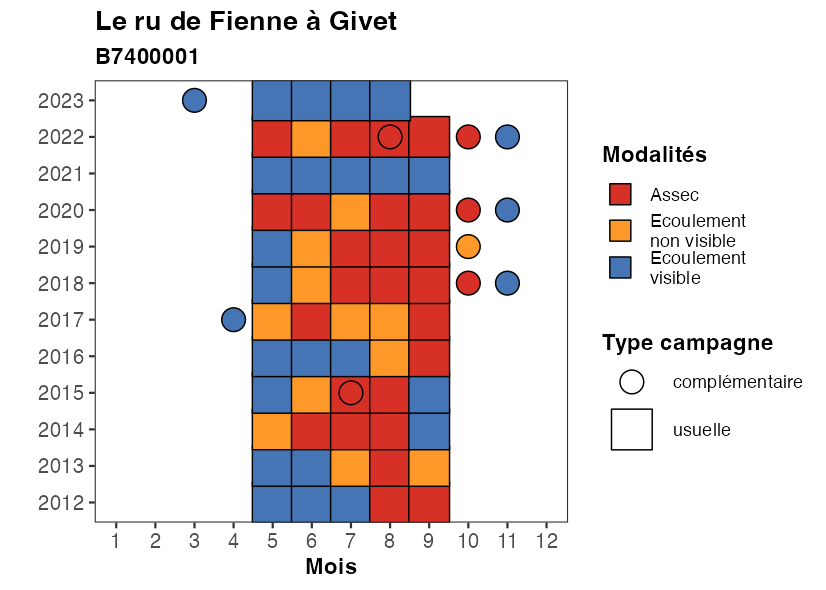 Le ru de Fienne à Givet
B7400001
2023
2022
2021
2020
2019
2018
2017
2016
2015
2014
2013
2012
1 2 3 4 5 6 7 8 9 10 11 12
Mois
Modalités
Assec
Ecoulement
non visible
Ecoulement
visible
Type campagne
complémentaire
usuelle